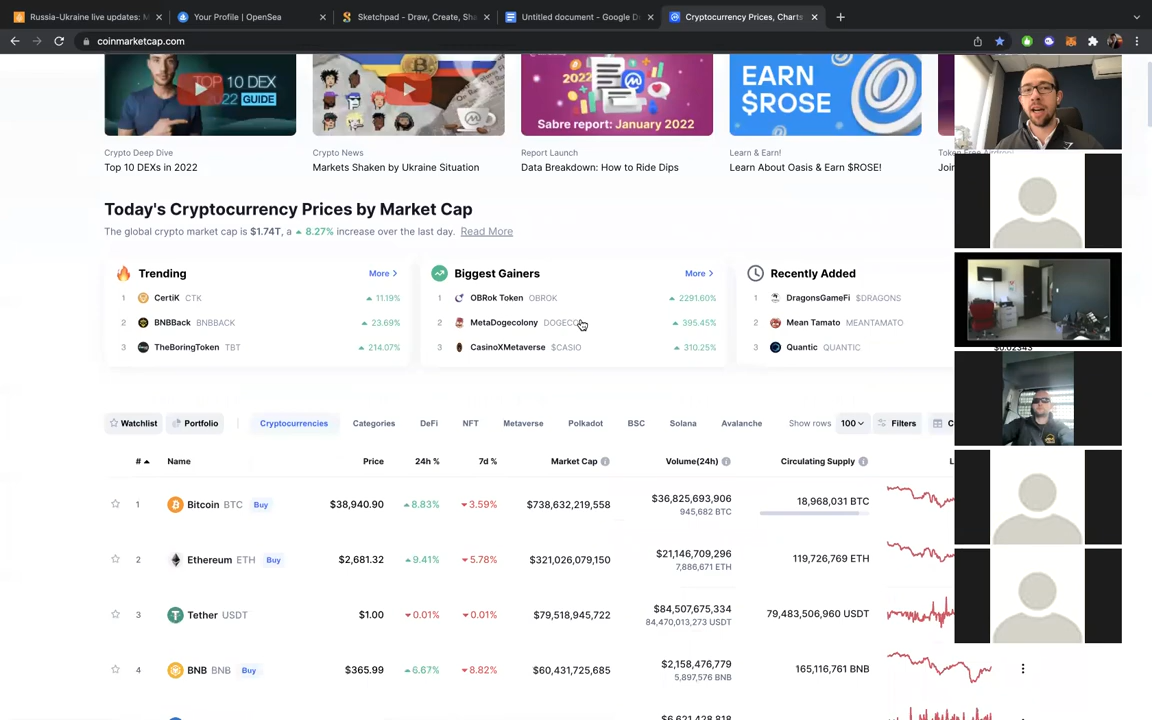 Russia-Ukraine live updates: M
Your Profile | OpenSea
Sketchpad - Draw, Create, Sha
Untitled document - Google D
Cryptocurrency Prices, Charts
coinmarketcap.com
TOP 10 DEX
2022 GUIDE
2022
Sabre report: January 2022
EARN
$ROSE
Crypto Deep Dive
Crypto News
Report Launch
Learn & Earn!
Top 10 DEXs in 2022
Markets Shaken by Ukraine Situation
Data Breakdown: How to Ride Dips
Learn About Oasis & Earn $ROSE!
Today's Cryptocurrency Prices by Market Cap
The global crypto market cap is $1.74T, a 8.27% increase over the last day. Read More
Trending
More
1 CertiK CTK 11.19%
2 BNBBack BNBBACK 23.69%
3 TheBoringToken TBT 214.07%
Biggest Gainers
More
1 OBRok Token OBROK 2291.60%
2 MetaDogecolony 395.45%
3 CasinoXMetaverse $CASIO 310.25%
Recently Added
1 DragonsGameFi $DRAGONS
2 Mean Tamato MEANTAMATO
3 Quantic QUANTIC
Watchlist Portfolio Cryptocurrencies Categories DeFi NFT Metaverse Polkadot BSC Solana Avalanche Show rows 100 Filters
# Name Price 24h % 7d % Market Cap Volume(24h) Circulating Supply
1 Bitcoin BTC Buy $38,940.90 8.83% 3.59% $738,632,219,558 $36,825,693,906 18,968,031 BTC
945,682 BTC
2 Ethereum ETH Buy $2,681.32 9.41% 5.78% $321,026,079,150 $21,146,709,296 119,726,769 ETH
7,886,671 ETH
3 Tether USDT $1.00 0.01% 0.01% $79,518,945,722 $84,507,675,334 79,483,506,960 USDT
84,470,013,273 USDT
4 BNB BNB Buy $365.99 6.67% 8.82% $60,431,725,685 $2,158,476,779 165,116,761 BNB
5,897,576 BNB